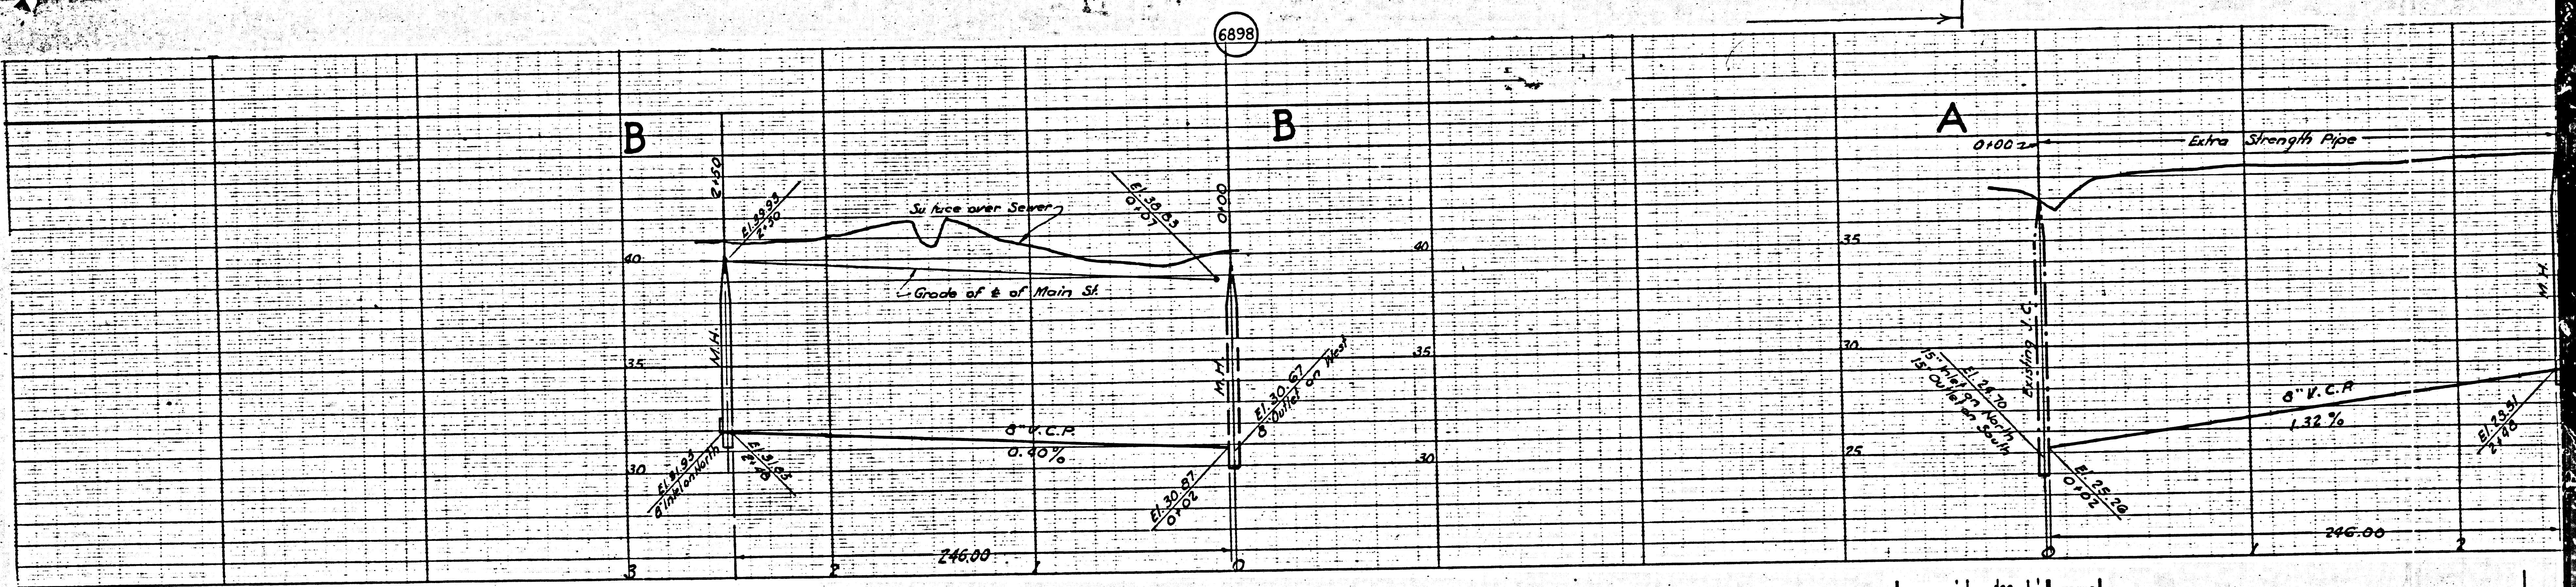 6898
B
B
A
2+50
El. 39.93
2+50
Surface over Sewer
El. 38.83
0+07
0+00
40
40
Grade of ℄ of Main St.
M.H.
35
M.H.
35
El. 30.67
8" Outlet on West
8" V.C.P.
0.40%
30
30
El. 31.93
8" Inlet on North
El. 31.85
2+48
El. 30.87
0+02
246.00
3
2
1
0
0+00
Extra Strength Pipe
35
30
25
Existing J.C.
El. 24.70
15" Inlet on North
15" Outlet on South
8" V.C.P.
1.32%
M.H.
El. 25.26
0+02
El. 28.51
2+48
246.00
0
1
2